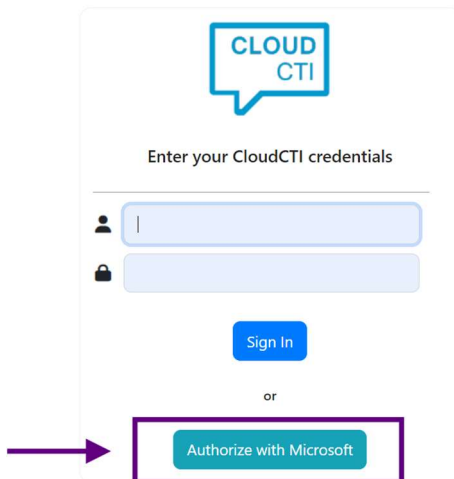 CLOUD
CTI
Enter your CloudCTI credentials
Sign In
or
Authorize with Microsoft